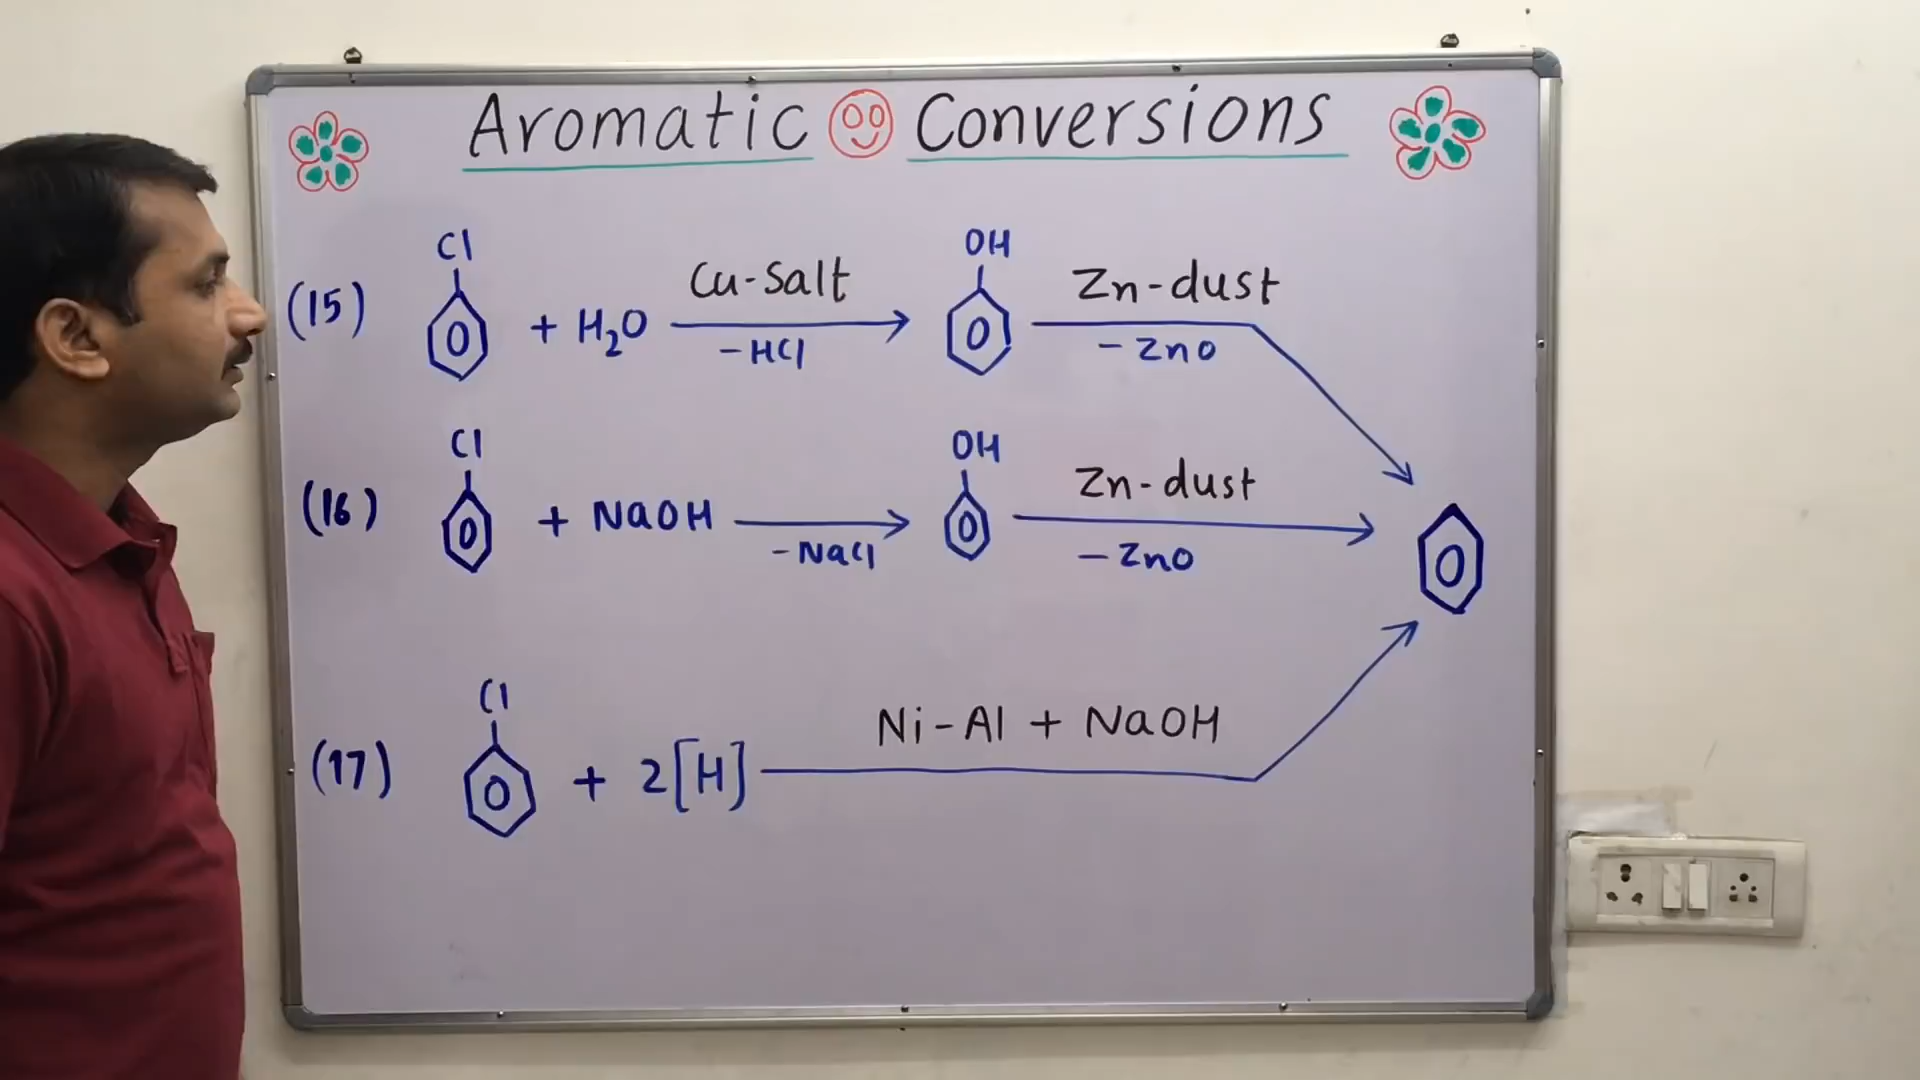 Aromatic Conversions
Cl
OH
(15) + H₂O Cu-Salt -HCl Zn-dust -ZnO
Cl
OH
(16) + NaOH -NaCl Zn-dust -ZnO
Cl
(17) + 2[H] Ni-Al + NaOH